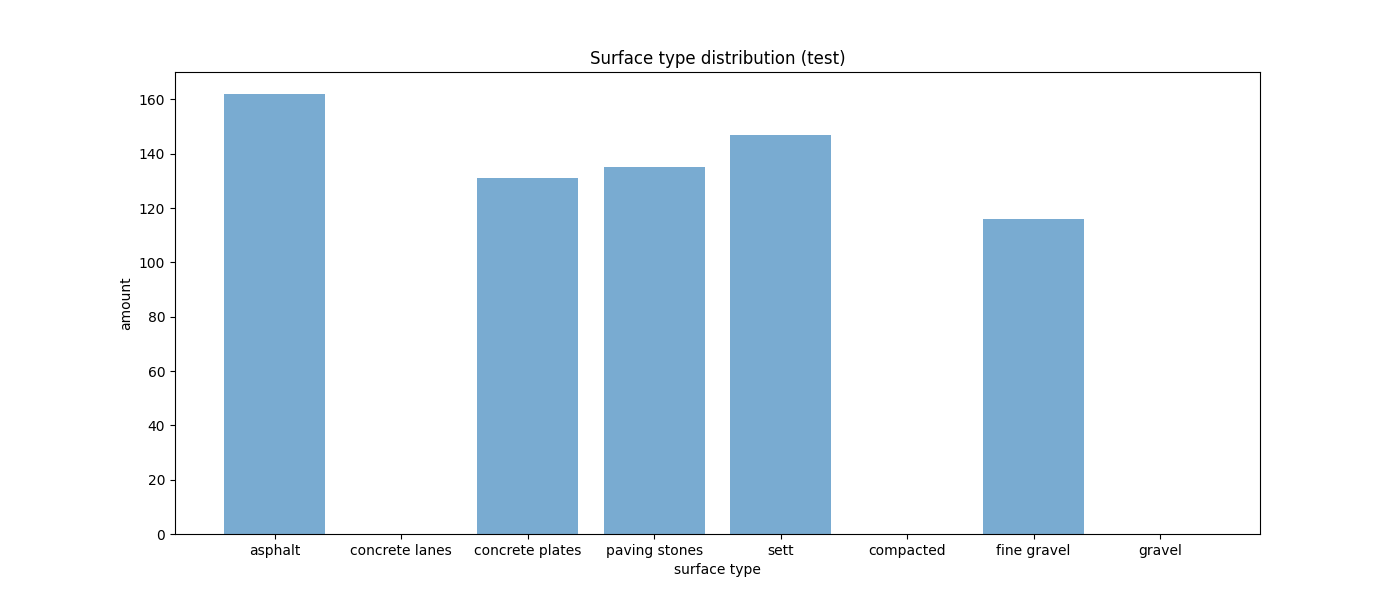 Surface type distribution (test)
160
140
120
100
80
60
40
20
0
amount
asphalt
concrete lanes
concrete plates
paving stones
sett
compacted
fine gravel
gravel
surface type